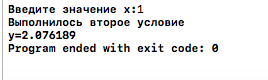 Введите значение x:1
Выполнилось второе условие
y=2.076189
Program ended with exit code: 0